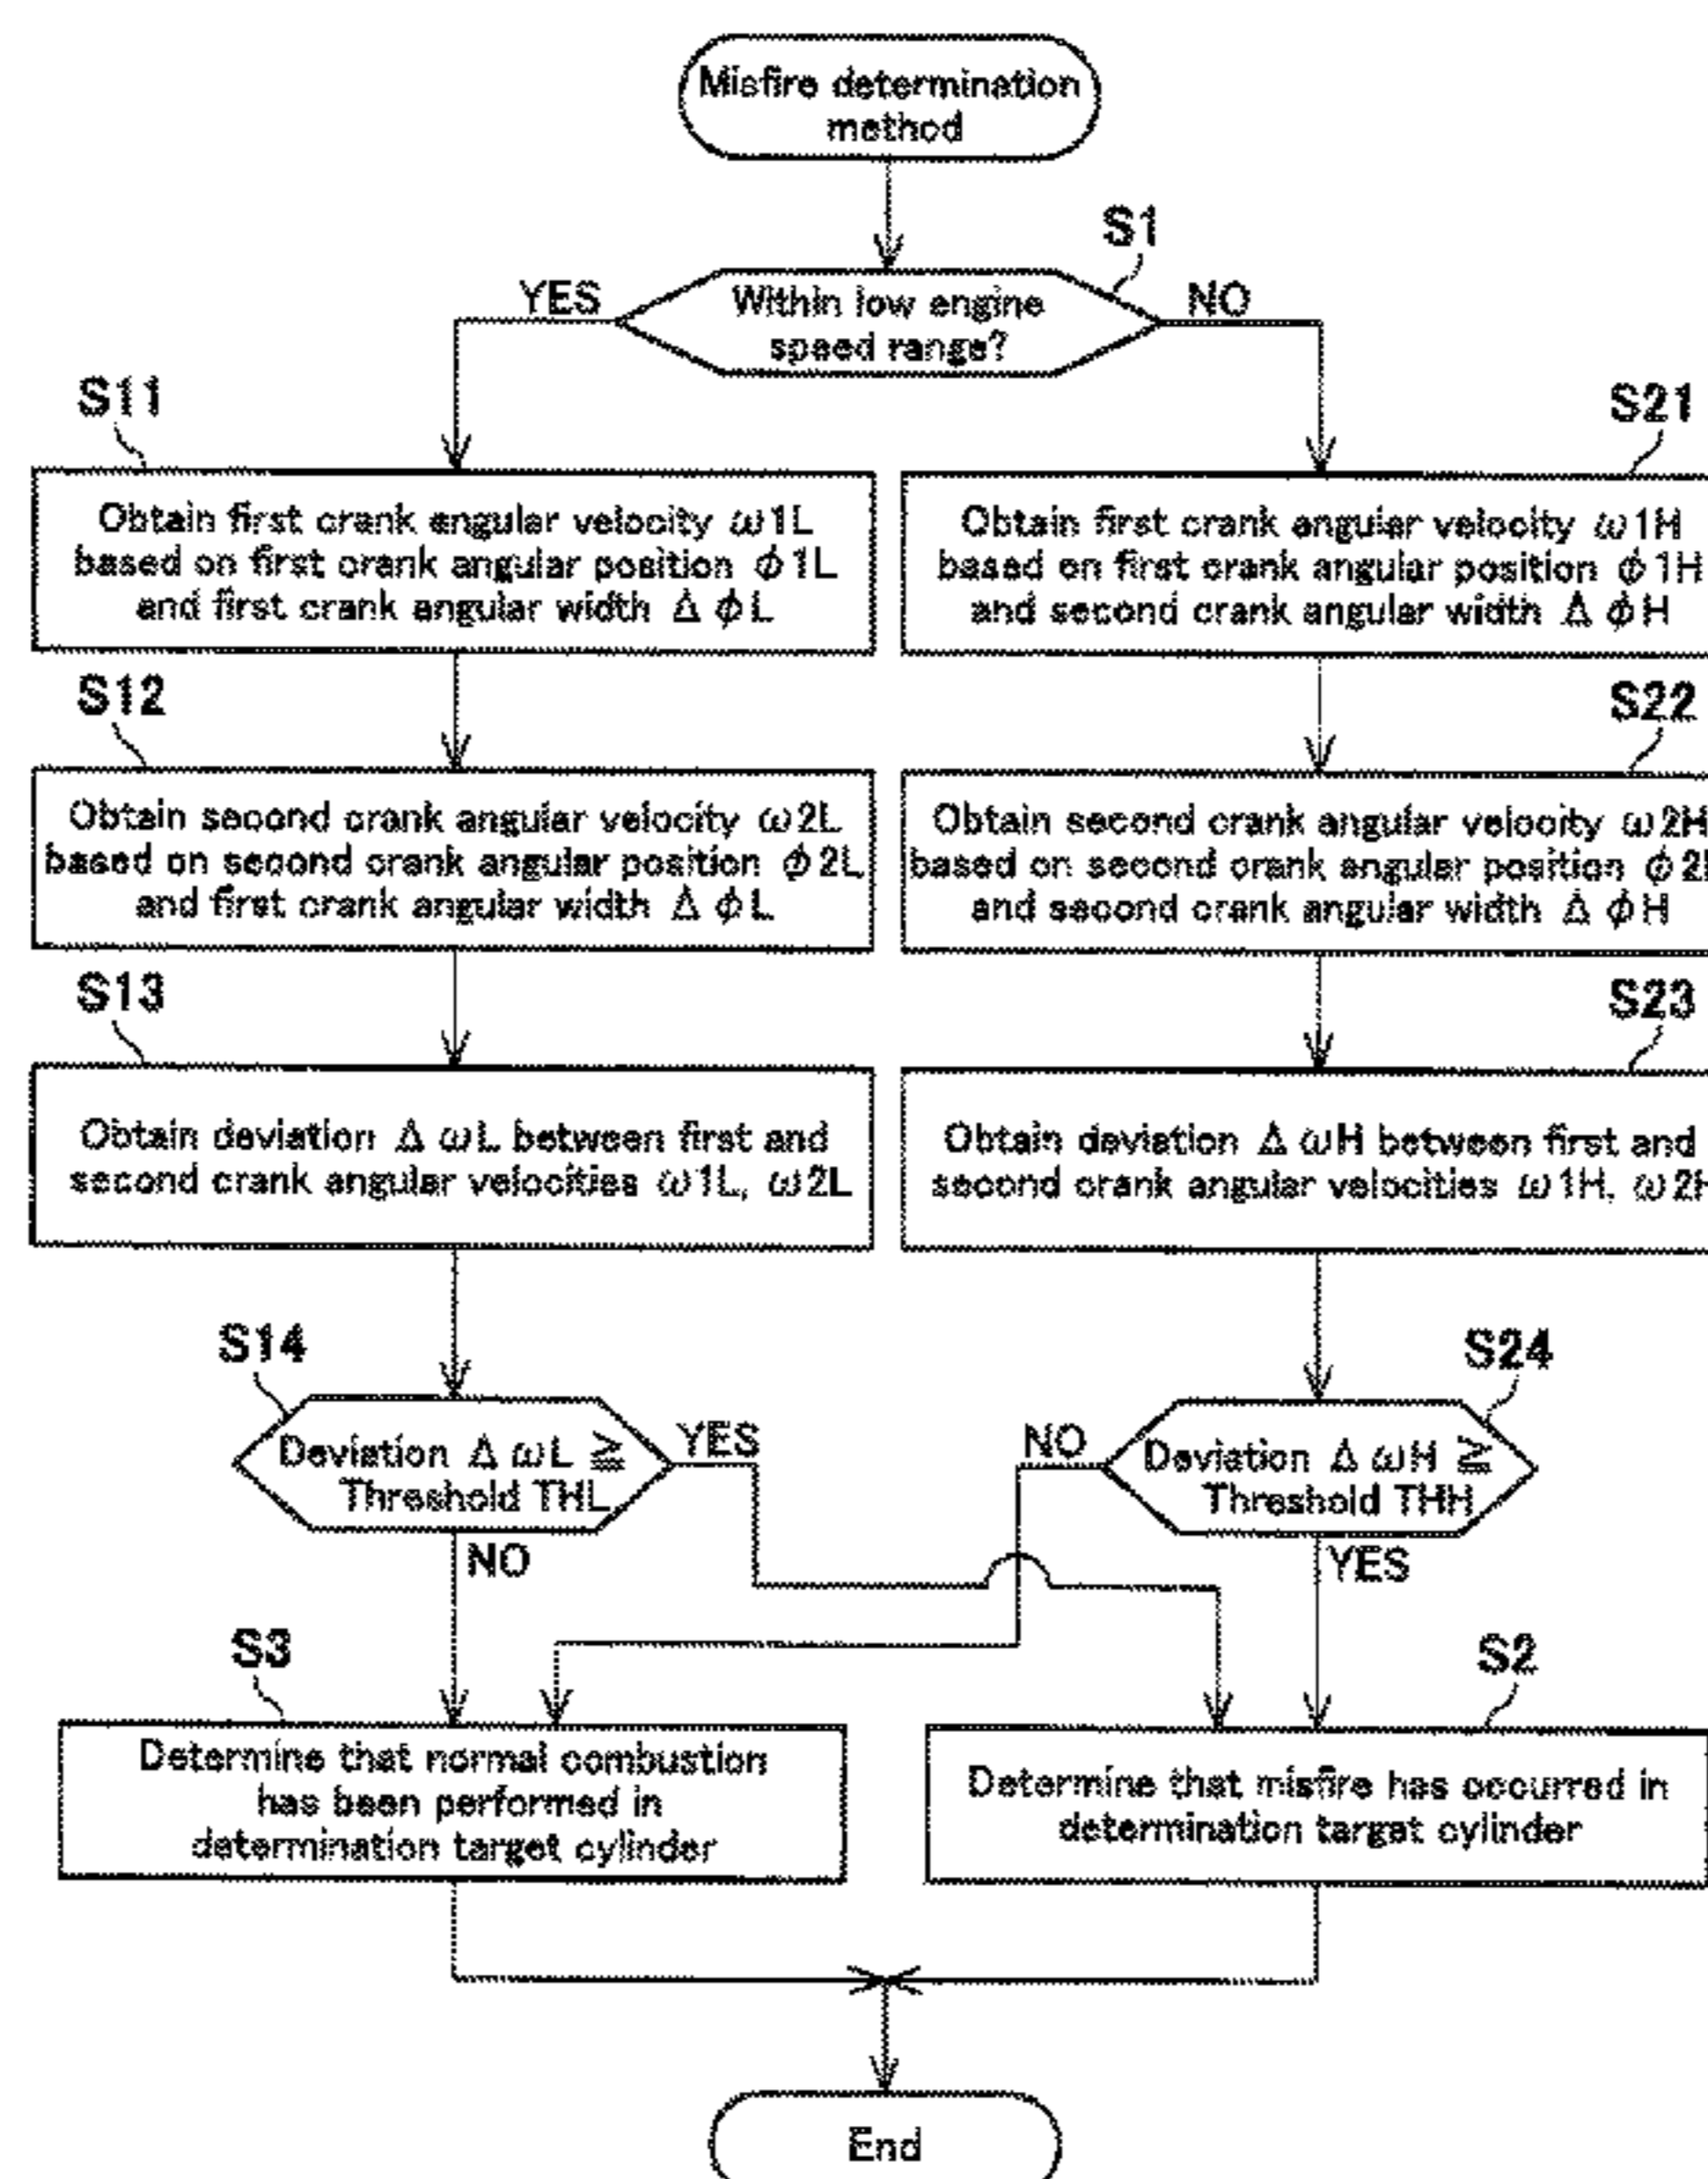 Misfire determination
method
S1
YES
Within low engine
speed range?
NO
S11
S21
Obtain first crank angular velocity ω1L
based on first crank angular position ϕ1L
and first crank angular width ΔϕL
Obtain first crank angular velocity ω1H
based on first crank angular position ϕ1H
and second crank angular width ΔϕH
S12
S22
Obtain second crank angular velocity ω2L
based on second crank angular position ϕ2L
and first crank angular width ΔϕL
Obtain second crank angular velocity ω2H
based on second crank angular position
and second crank angular width ΔϕH
S13
S23
Obtain deviation ΔωL between first and
second crank angular velocities ω1L, ω2L
Obtain deviation ΔωH between first and
second crank angular velocities ω1H, ω2H
S14
S24
Deviation ΔωL ≧
Threshold THL
YES
NO
NO
Deviation ΔωH ≧
Threshold THH
YES
S3
S2
Determine that normal combustion
has been performed in
determination target cylinder
Determine that misfire has occurred in
determination target cylinder
End